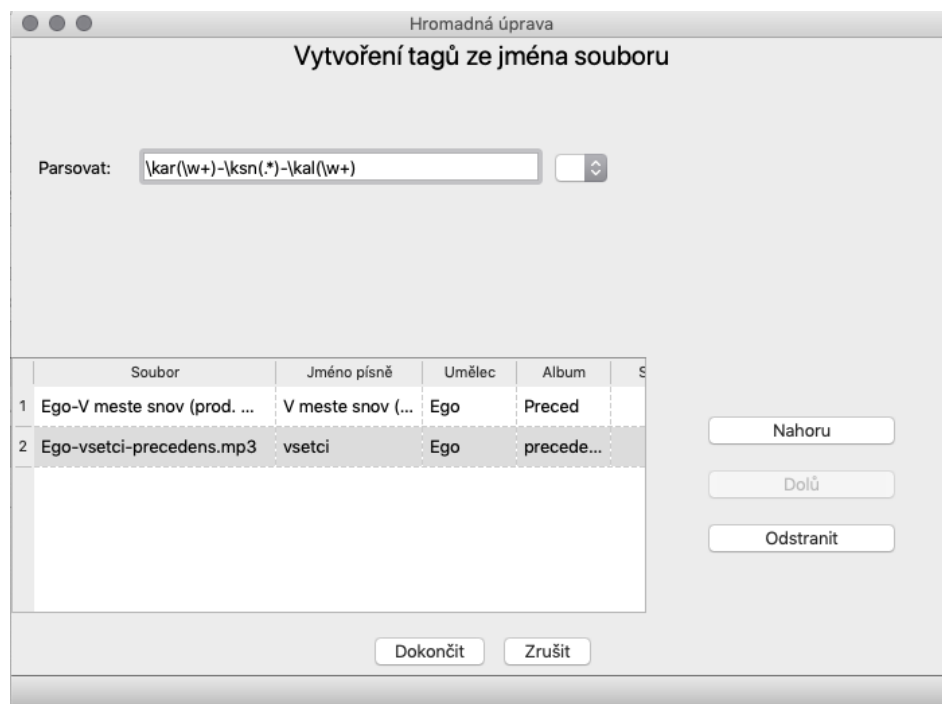 Hromadná úprava
Vytvoření tagů ze jména souboru
Parsovat: \kar(\w+)-\ksn(.*)-\kal(\w+)
Soubor Jméno písně Umělec Album S
1 Ego-V meste snov (prod. ... V meste snov (... Ego Preced
2 Ego-vsetci-precedens.mp3 vsetci Ego precede...
Nahoru
Dolů
Odstranit
Dokončit Zrušit